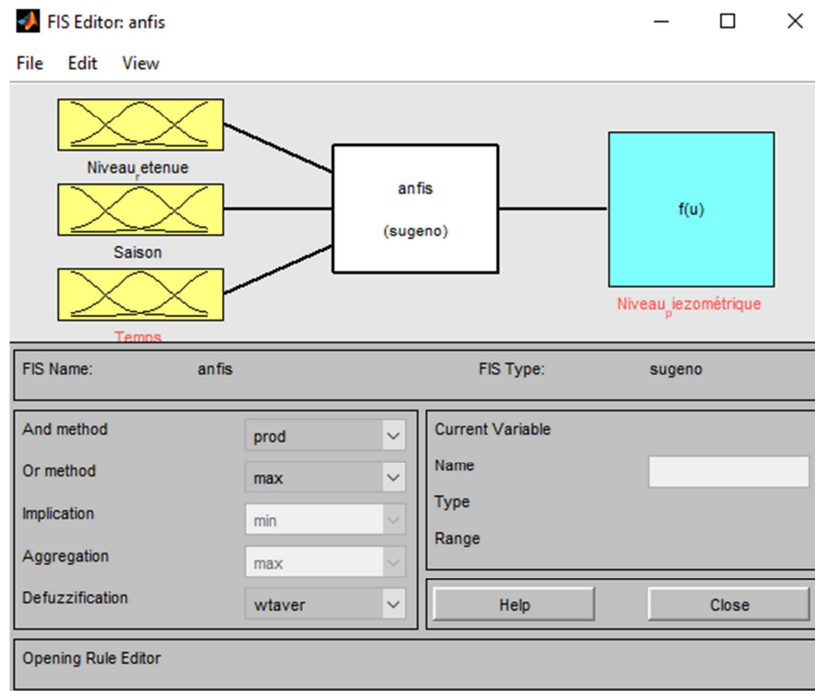 FIS Editor: anfis
File Edit View
Niveau_retenue
Saison
Temps
anfis
(sugeno)
f(u)
Niveau_piezométrique
FIS Name: anfis
FIS Type: sugeno
And method prod
Or method max
Implication min
Aggregation max
Defuzzification wtaver
Current Variable
Name
Type
Range
Help Close
Opening Rule Editor